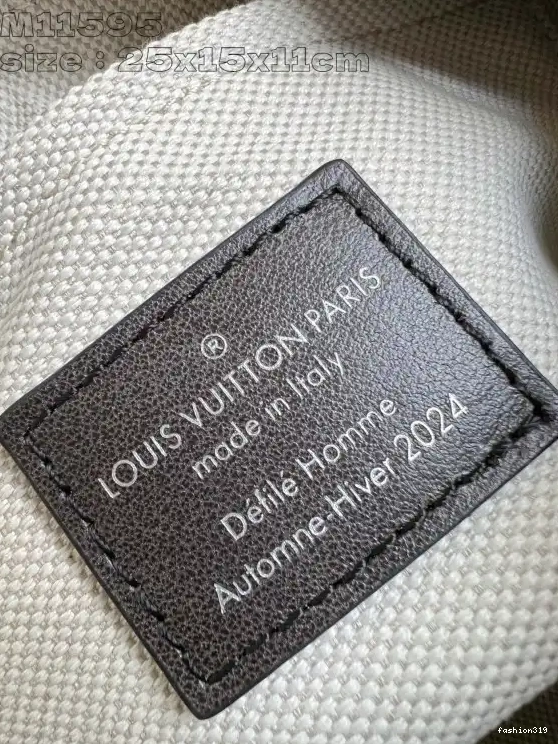 M11595
size : 25x15x11cm
®
LOUIS VUITTON PARIS
made in Italy
Défilé Homme
Automne-Hiver 2024
fashion319